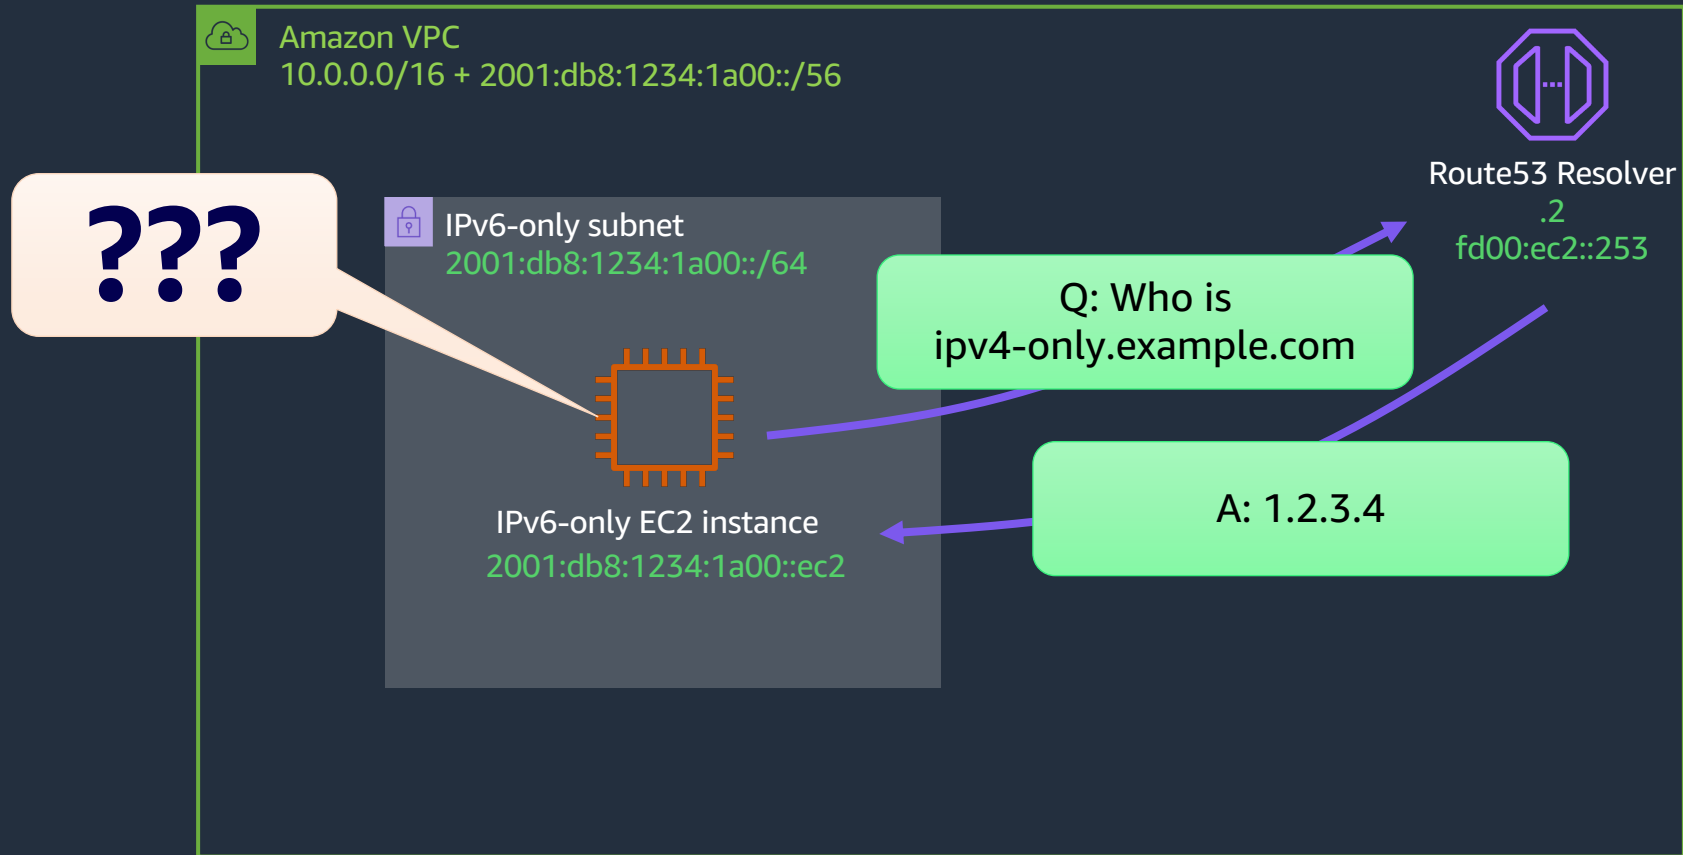 Amazon VPC
10.0.0.0/16 + 2001:db8:1234:1a00::/56
Route53 Resolver
.2
fd00:ec2::253
???
IPv6-only subnet
2001:db8:1234:1a00::/64
Q: Who is
ipv4-only.example.com
A: 1.2.3.4
IPv6-only EC2 instance
2001:db8:1234:1a00::ec2